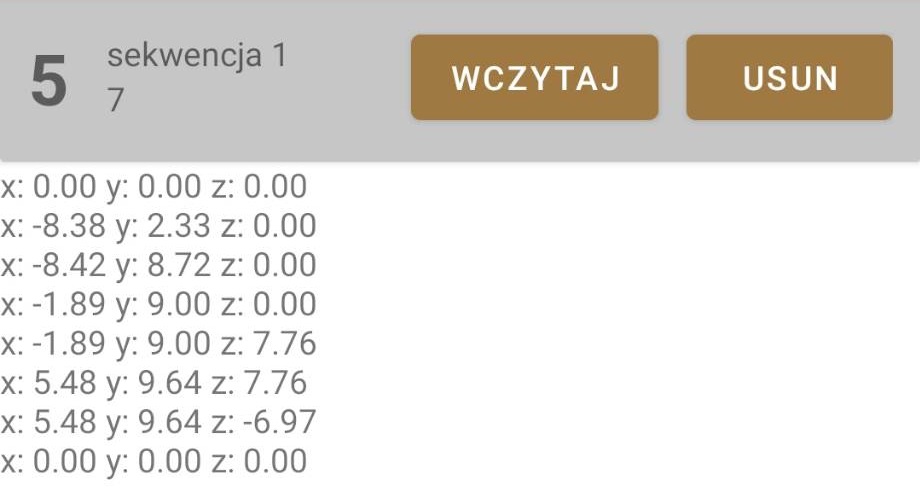 5
sekwencja 1
7
WCZYTAJ
USUN
x: 0.00 y: 0.00 z: 0.00
x: -8.38 y: 2.33 z: 0.00
x: -8.42 y: 8.72 z: 0.00
x: -1.89 y: 9.00 z: 0.00
x: -1.89 y: 9.00 z: 7.76
x: 5.48 y: 9.64 z: 7.76
x: 5.48 y: 9.64 z: -6.97
x: 0.00 y: 0.00 z: 0.00